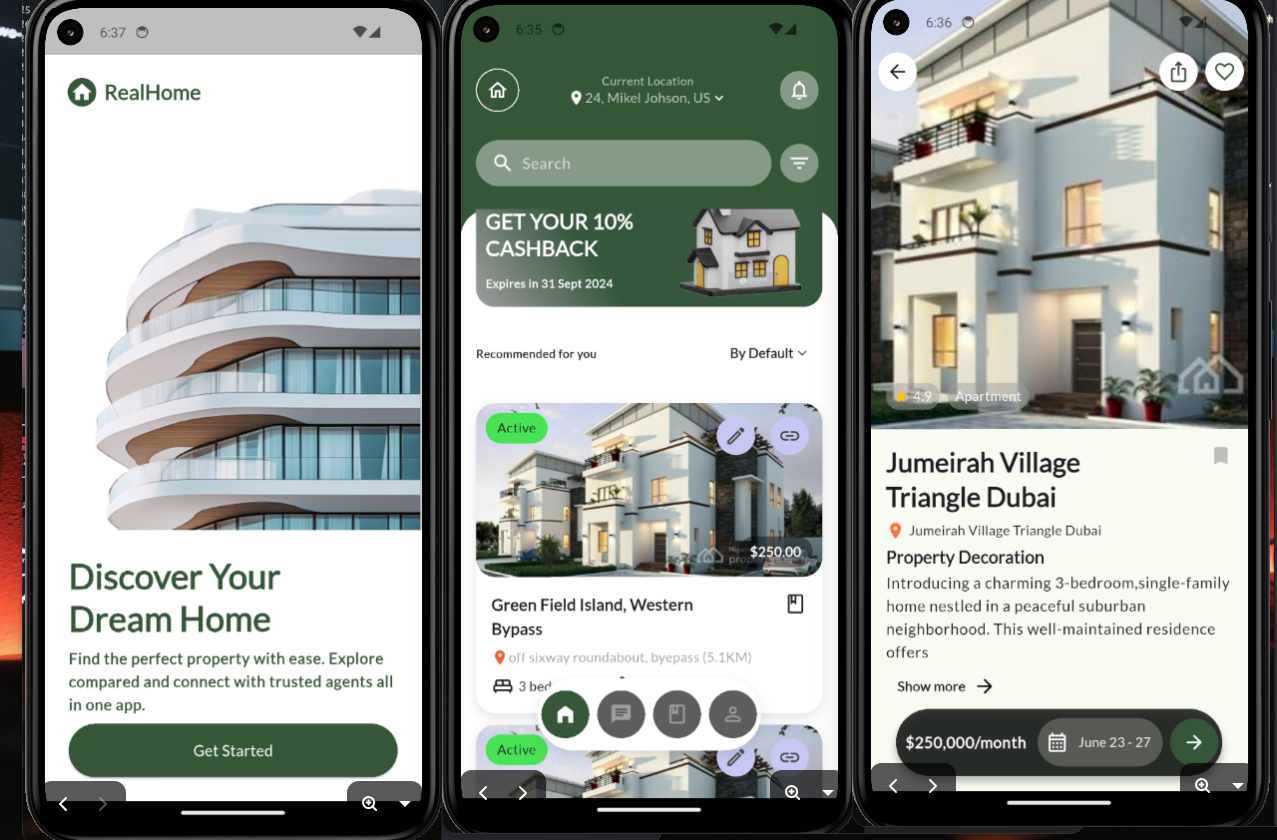 6:37
RealHome
Discover Your
Dream Home
Find the perfect property with ease. Explore
compared and connect with trusted agents all
in one app.
Get Started
6:35
Current Location
24, Mikel Johson, US
Search
GET YOUR 10%
CASHBACK
Expires in 31 Sept 2024
Recommended for you
By Default
Active
$250.00
Green Field Island, Western
Bypass
off sixway roundabout, byepass (5.1KM)
3 bed
Active
6:36
4.9
Apartment
Jumeirah Village
Triangle Dubai
Jumeirah Village Triangle Dubai
Property Decoration
Introducing a charming 3-bedroom,single-family
home nestled in a peaceful suburban
neighborhood. This well-maintained residence
offers
Show more
$250,000/month
June 23 - 27